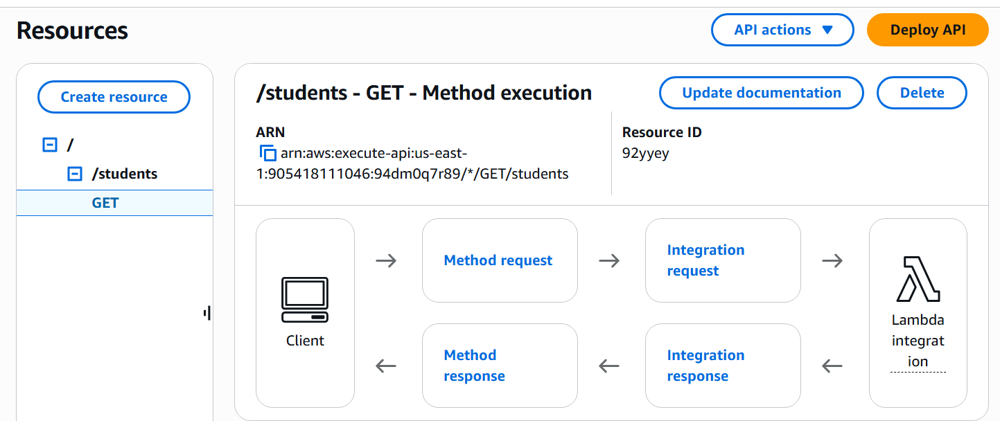 Resources
API actions
Deploy API
Create resource
/
/students
GET
/students - GET - Method execution
Update documentation
Delete
ARN
arn:aws:execute-api:us-east-
1:905418111046:94dm0q7r89/*/GET/students
Resource ID
92yyey
Client
Method request
Integration
request
Lambda
integrat
ion
Method
response
Integration
response